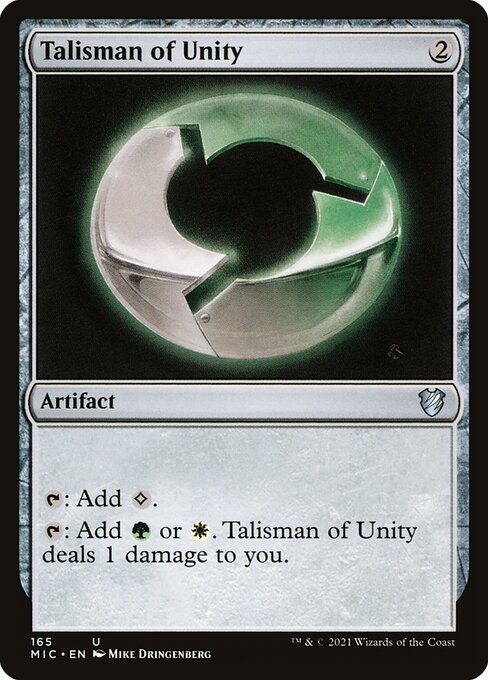 Talisman of Unity 2
Artifact
: Add .
: Add or . Talisman of Unity
deals 1 damage to you.
165 U
MIC • EN Mike Dringenberg
™ & © 2021 Wizards of the Coast